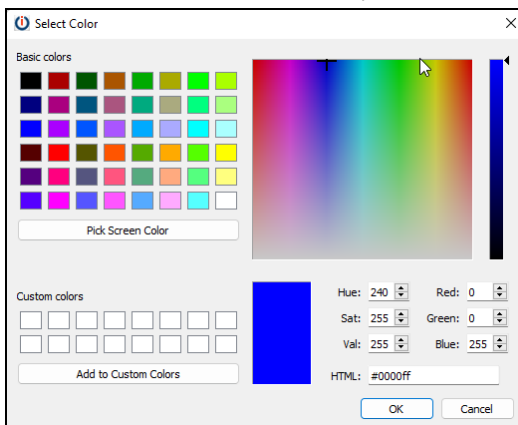 Select Color
Basic colors
Pick Screen Color
Custom colors
Add to Custom Colors
Hue: 240 Red: 0
Sat: 255 Green: 0
Val: 255 Blue: 255
HTML: #0000ff
OK Cancel